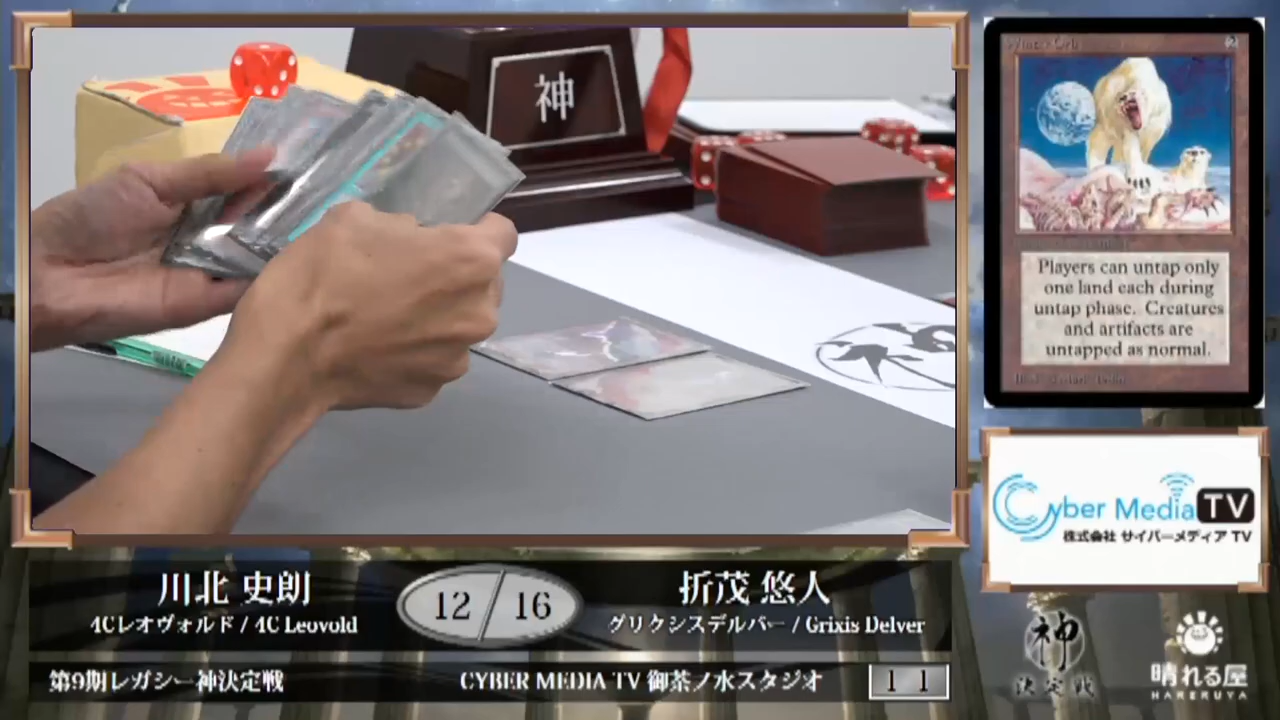 神
Winter Orb
Players can untap only
one land each during
untap phase. Creatures
and artifacts are
untapped as normal.
Cyber Media TV
株式会社 サイバーメディア TV
川北 史朗
4Cレオヴォルド / 4C Leovold
12 / 16
折茂 悠人
グリクシスデルバー / Grixis Delver
第9期レガシー神決定戦
CYBER MEDIA TV 御茶ノ水スタジオ
1 1
神
決定戦
晴れる屋
HARERUYA